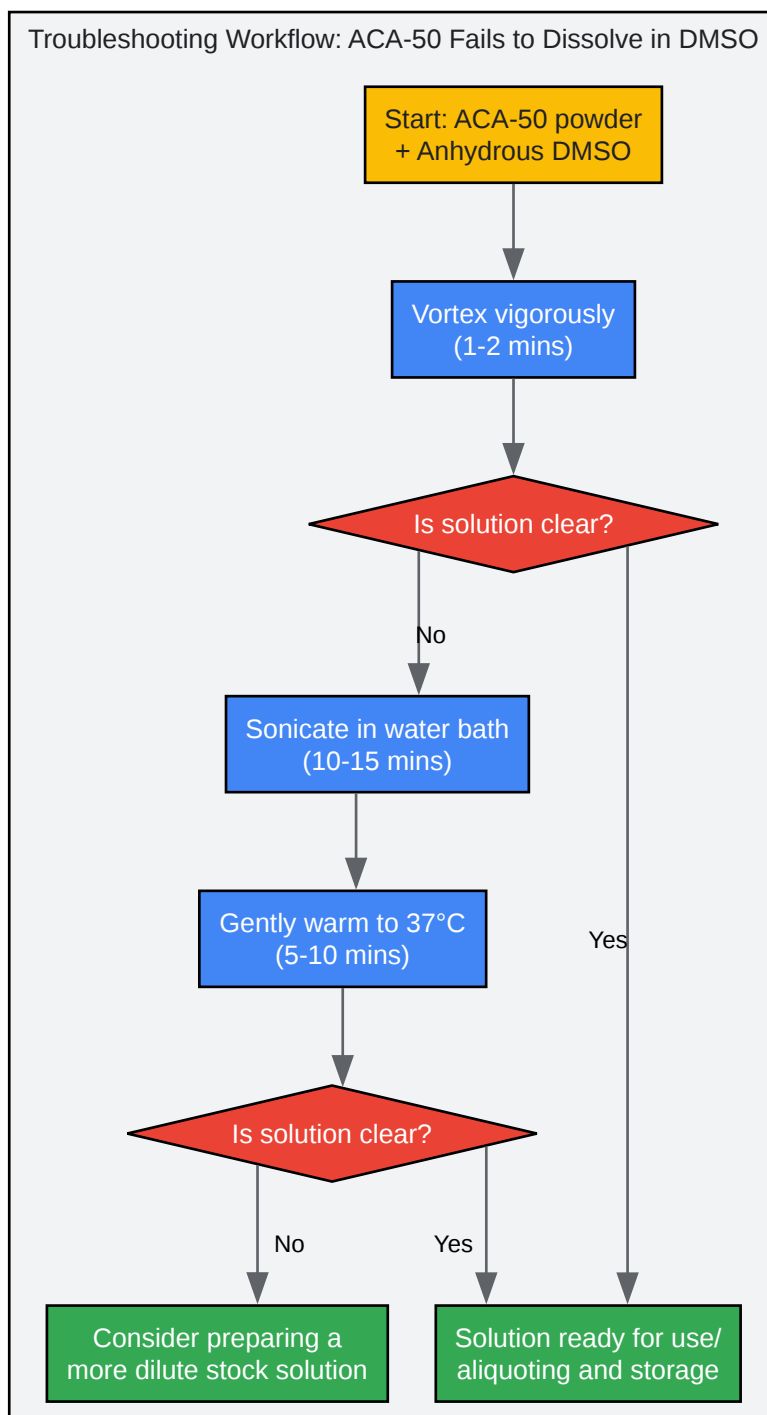 Troubleshooting Workflow: ACA-50 Fails to Dissolve in DMSO
Start: ACA-50 powder
+ Anhydrous DMSO
Vortex vigorously
(1-2 mins)
Is solution clear?
No
Sonicate in water bath
(10-15 mins)
Gently warm to 37°C
(5-10 mins)
Yes
Is solution clear?
No
Yes
Consider preparing a
more dilute stock solution
Solution ready for use/
aliquoting and storage